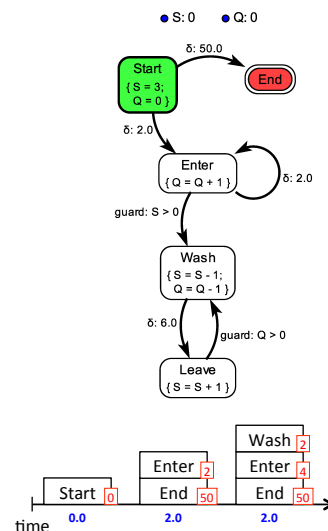 S: 0 Q: 0
δ: 50.0
Start
{ S = 3;
Q = 0 }
End
δ: 2.0
Enter
{ Q = Q + 1 }
δ: 2.0
guard: S > 0
Wash
{ S = S - 1;
Q = Q - 1 }
δ: 6.0
guard: Q > 0
Leave
{ S = S + 1 }
Wash 2
Enter 2 Enter 4
Start 0 End 50 End 50
0.0 2.0 2.0
time